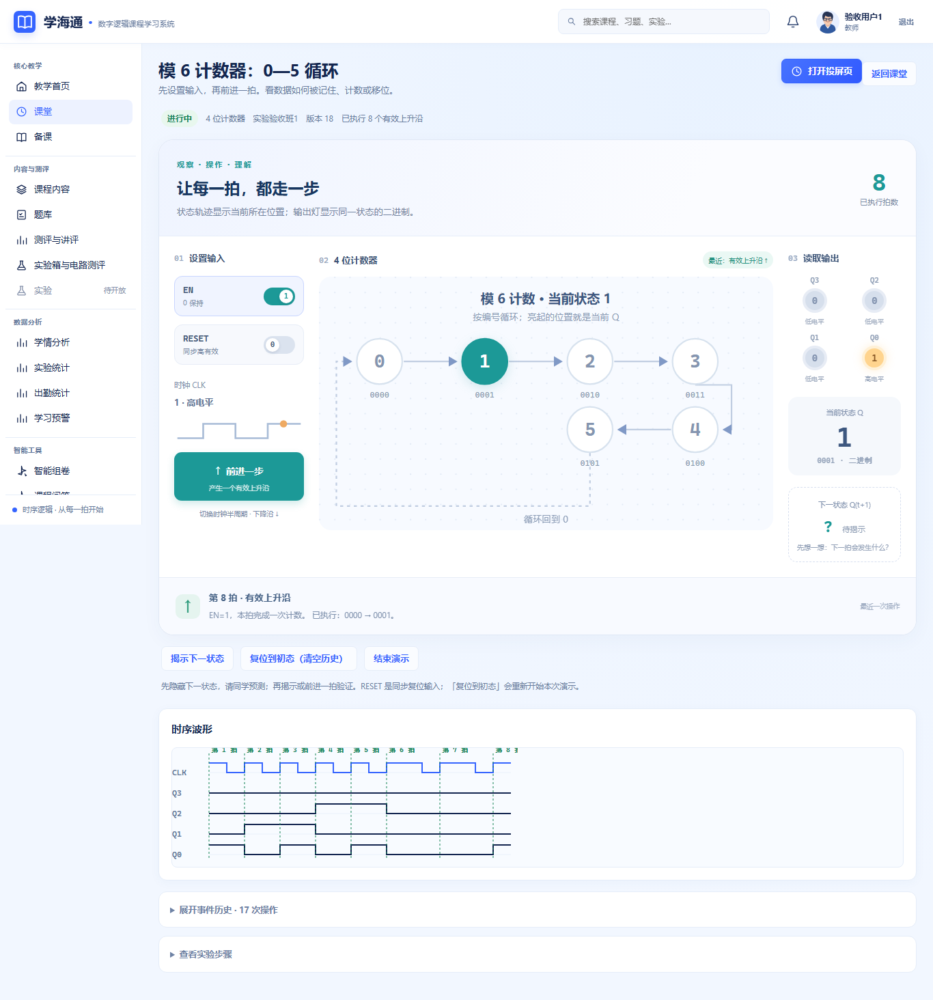 学海通 • 数字逻辑课程学习系统
搜索课程、习题、实验...
验收用户1
教师
退出
核心教学
教学首页
课堂
备课
内容与测评
课程内容
题库
测评与讲评
实验箱与电路测评
实验 待开放
数据分析
学情分析
实验统计
出勤统计
学习预警
智能工具
智能组卷
课程问答
时序逻辑 · 从每一拍开始
模 6 计数器：0—5 循环
先设置输入，再前进一拍。看数据如何被记住、计数或移位。
打开投屏页
返回课堂
进行中 4 位计数器 实验验收班1 版本 18 已执行 8 个有效上升沿
观察 · 操作 · 理解
让每一拍，都走一步
状态轨迹显示当前所在位置；输出灯显示同一状态的二进制。
8
已执行拍数
01 设置输入
EN
0 保持
1
RESET
同步高有效
0
时钟 CLK
1 · 高电平
↑ 前进一步
产生一个有效上升沿
切换时钟半周期 · 下降沿 ↓
02 4 位计数器
最近：有效上升沿 ↑
模 6 计数 • 当前状态 1
按编号循环；亮起的位置就是当前 Q
0 1 2 3
0000 0001 0010 0011
5 4
0101 0100
循环回到 0
03 读取输出
Q3 Q2
0 0
低电平 低电平
Q1 Q0
0 1
低电平 高电平
当前状态 Q
1
0001 · 二进制
下一状态 Q(t+1)
? 待揭示
先想一想：下一拍会发生什么？
↑
第 8 拍 · 有效上升沿
EN=1，本拍完成一次计数。 已执行：0000 → 0001。
最近一次操作
揭示下一状态
复位到初态（清空历史）
结束演示
先隐藏下一状态，请同学预测；再揭示或前进一拍验证。RESET 是同步复位输入；「复位到初态」会重新开始本次演示。
时序波形
第 1 拍 第 2 拍 第 3 拍 第 4 拍 第 5 拍 第 6 拍 第 7 拍 第 8
CLK
Q3
Q2
Q1
Q0
▶ 展开事件历史 · 17 次操作
▶ 查看实验步骤